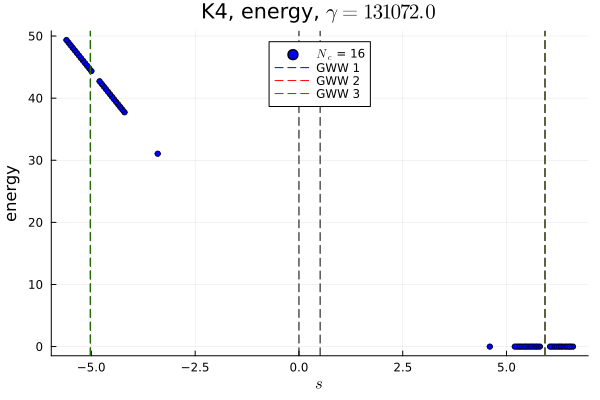 K4, energy, γ = 131072.0
energy
50
40
30
20
10
0
N_c = 16
GWW 1
GWW 2
GWW 3
−5.0 −2.5 0.0 2.5 5.0
s